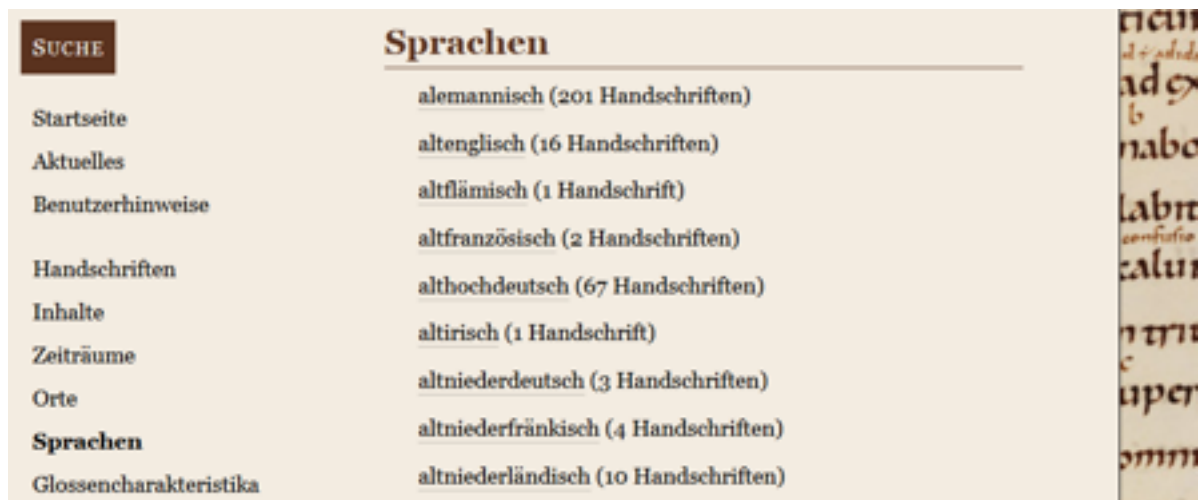 SUCHE
Startseite
Aktuelles
Benutzerhinweise
Handschriften
Inhalte
Zeiträume
Orte
Sprachen
Glossencharakteristika
Sprachen
alemannisch (201 Handschriften)
altenglisch (16 Handschriften)
altflämisch (1 Handschrift)
altfranzösisch (2 Handschriften)
althochdeutsch (67 Handschriften)
altirisch (1 Handschrift)
altniederdeutsch (3 Handschriften)
altniederfränkisch (4 Handschriften)
altniederländisch (10 Handschriften)